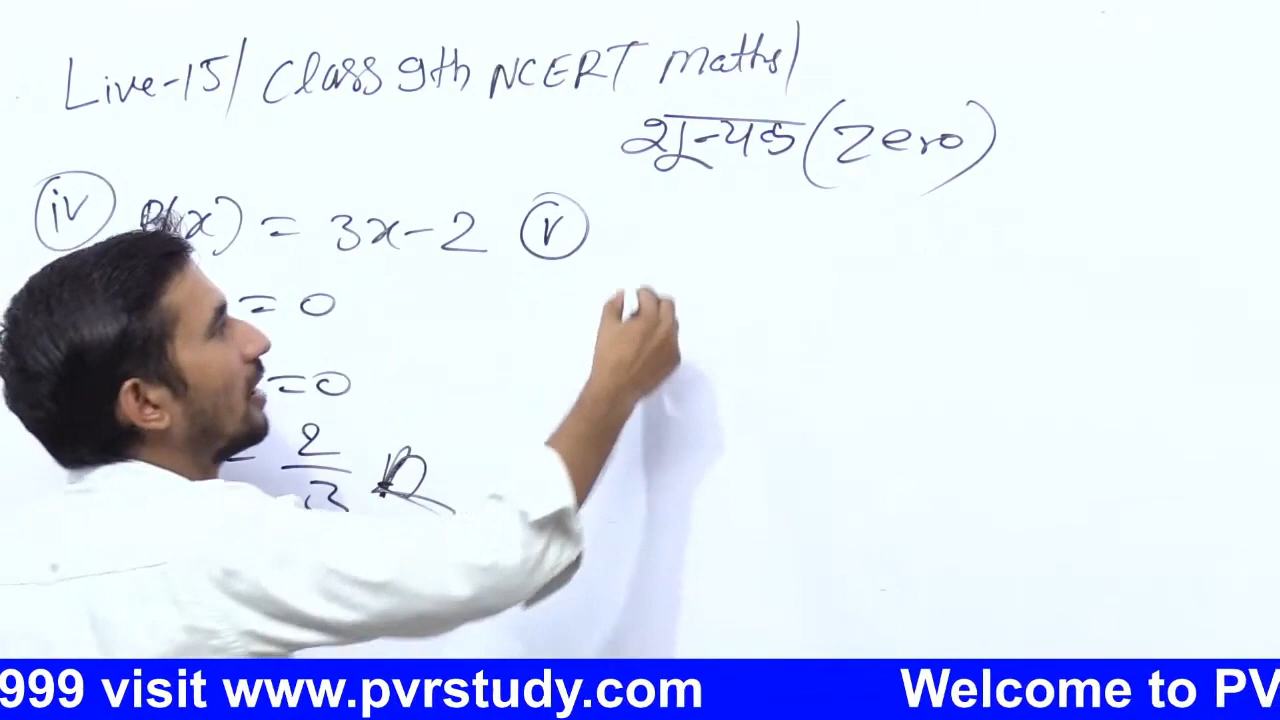 Live-15/ Class 9th NCERT Maths/
शून्यक (Zero)
iv P(x) = 3x-2 v
= 0
=0
2
3
999 visit www.pvrstudy.com Welcome to PV